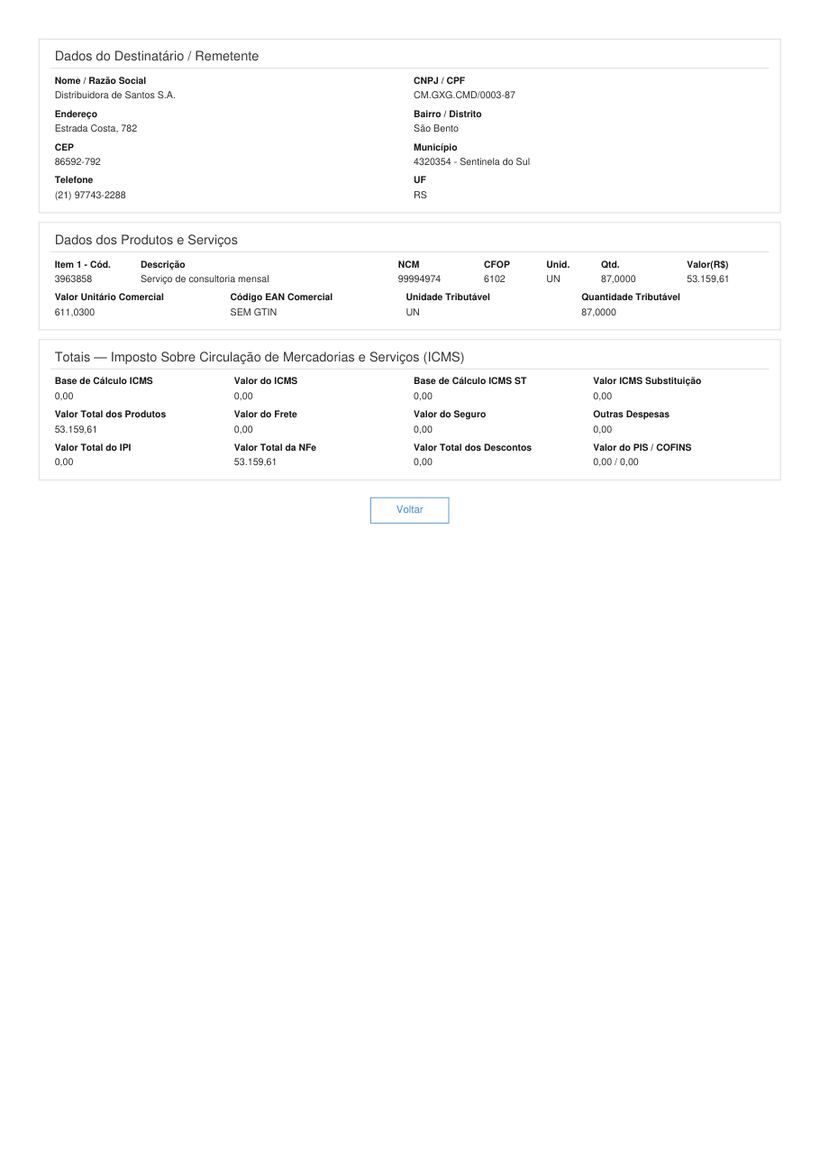 Dados do Destinatário / Remetente
Nome / Razão Social CNPJ / CPF
Distribuidora de Santos S.A. CM.GXG.CMD/0003-87
Endereço Bairro / Distrito
Estrada Costa, 782 São Bento
CEP Município
86592-792 4320354 - Sentinela do Sul
Telefone UF
(21) 97743-2288 RS
Dados dos Produtos e Serviços
Item 1 - Cód. Descrição NCM CFOP Unid. Qtd. Valor(R$)
3963858 Serviço de consultoria mensal 99994974 6102 UN 87,0000 53.159,61
Valor Unitário Comercial Código EAN Comercial Unidade Tributável Quantidade Tributável
611,0300 SEM GTIN UN 87,0000
Totais — Imposto Sobre Circulação de Mercadorias e Serviços (ICMS)
Base de Cálculo ICMS Valor do ICMS Base de Cálculo ICMS ST Valor ICMS Substituição
0,00 0,00 0,00 0,00
Valor Total dos Produtos Valor do Frete Valor do Seguro Outras Despesas
53.159,61 0,00 0,00 0,00
Valor Total do IPI Valor Total da NFe Valor Total dos Descontos Valor do PIS / COFINS
0,00 53.159,61 0,00 0,00 / 0,00
Voltar